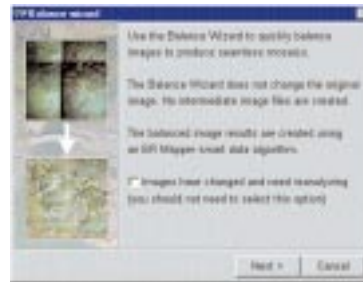 Balance wizard
Use the Balance Wizard to quickly balance
images to produce seamless mosaics.
The Balance Wizard does not change the original
image. No intermediate image files are created.
The balanced image results are created using
an ER Mapper smart data algorithm.
Images have changed and need reanalyzing
(you should not need to select this option)
Next >
Cancel